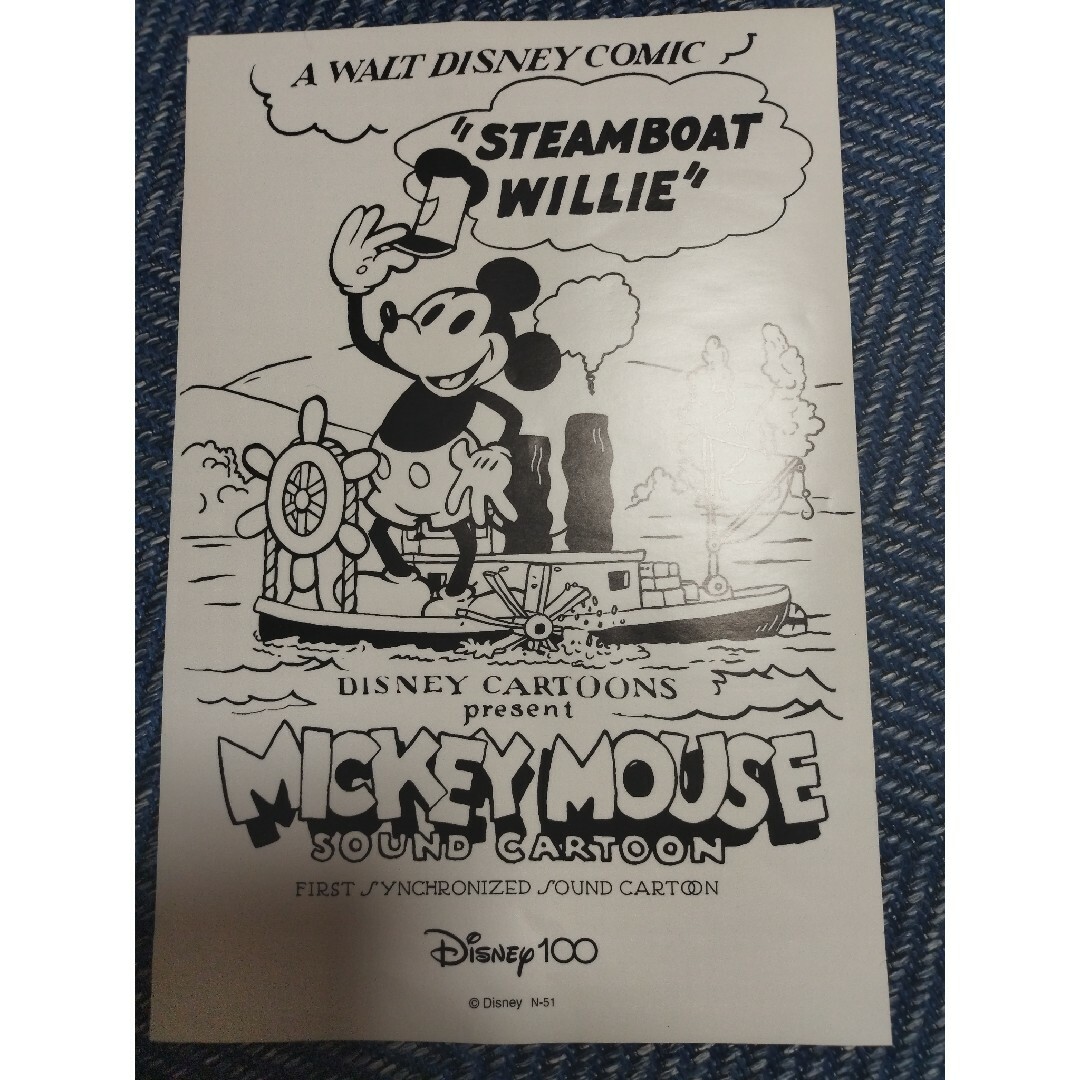 A WALT DISNEY COMIC
"STEAMBOAT
WILLIE"
DISNEY CARTOONS
present
MICKEY MOUSE
SOUND CARTOON
FIRST SYNCHRONIZED SOUND CARTOON
Disney100
© Disney N-51